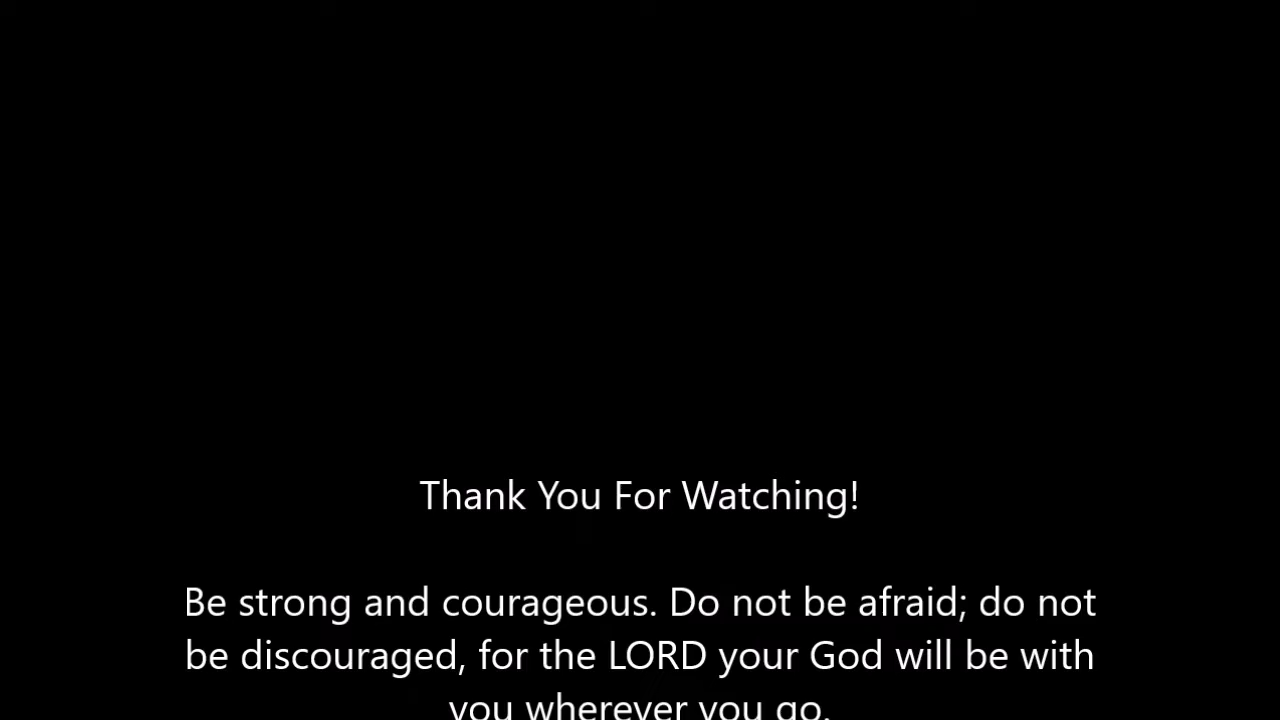 Thank You For Watching!
Be strong and courageous. Do not be afraid; do not
be discouraged, for the LORD your God will be with
you wherever you go.